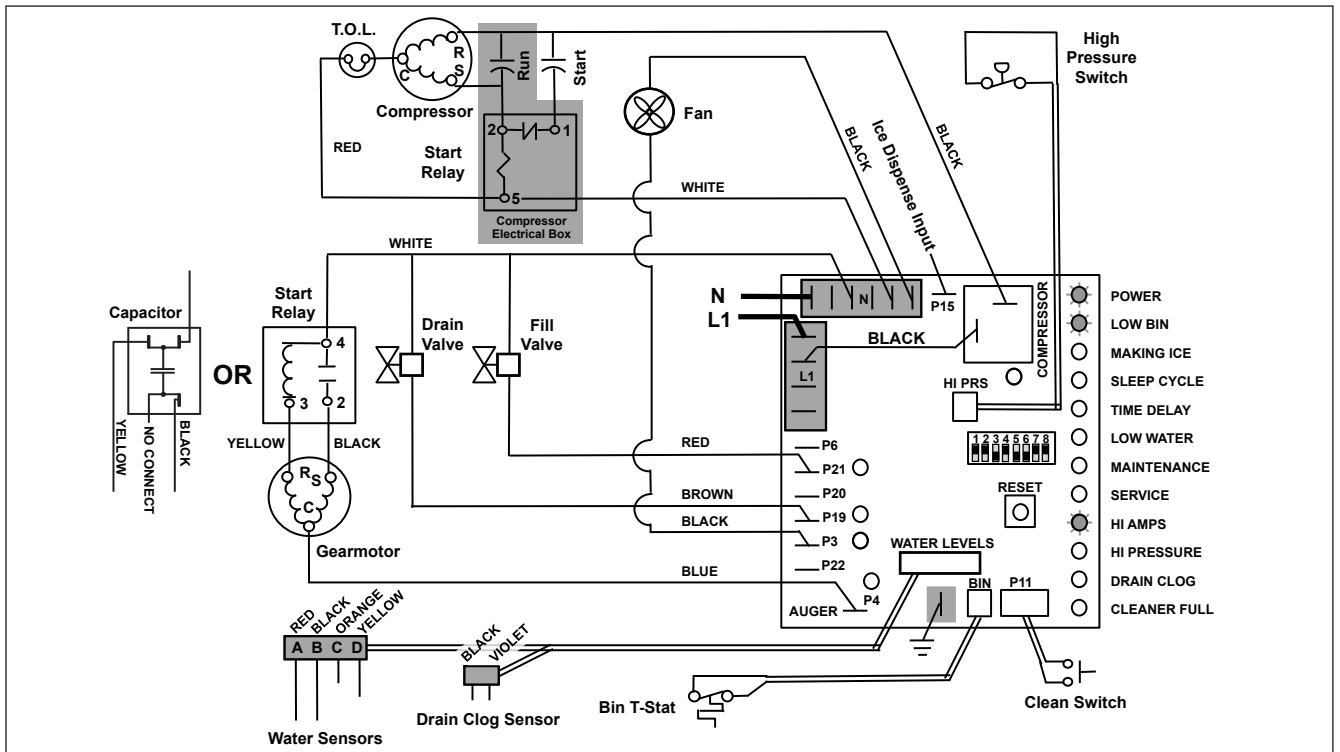 T.O.L.
R
S
C
Compressor
RED
Run
Start
2
1
5
Start
Relay
Compressor
Electrical Box
WHITE
Fan
BLACK
Ice Dispense Input
BLACK
High
Pressure
Switch
WHITE
Capacitor
YELLOW
NO CONNECT
BLACK
OR
Start
Relay
4
3
2
YELLOW
BLACK
R
S
C
Gearmotor
Drain
Valve
Fill
Valve
N
L1
N
P15
L1
BLACK
COMPRESSOR
HI PRS
1 2 3 4 5 6 7 8
RESET
RED
BROWN
BLACK
BLUE
P6
P21
P20
P19
P3
P22
P4
AUGER
WATER LEVELS
BIN
P11
POWER
LOW BIN
MAKING ICE
SLEEP CYCLE
TIME DELAY
LOW WATER
MAINTENANCE
SERVICE
HI AMPS
HI PRESSURE
DRAIN CLOG
CLEANER FULL
RED
BLACK
ORANGE
YELLOW
A B C D
Water Sensors
BLACK
VIOLET
Drain Clog Sensor
Bin T-Stat
Clean Switch